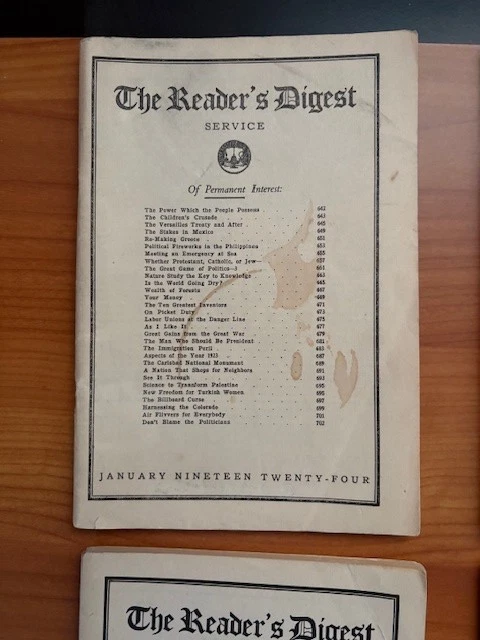 The Reader's Digest
SERVICE
Of Permanent Interest:
The Power Which the People Possess 642
The Children's Crusade 643
The Versailles Treaty and After 645
The Stakes in Mexico 649
Re-Making Greece 651
Political Fireworks in the Philippines 653
Meeting an Emergency at Sea 655
Whether Protestant, Catholic, or Jew— 657
The Great Game of Politics—I 661
Nature Study the Key to Knowledge 663
Is the World Going Dry? 665
Wealth of Forests 667
Your Money 669
The Ten Greatest Inventors 671
On Picket Duty 673
Labor Unions at the Danger Line 675
As I Like It 677
Great Gains from the Great War 679
The Man Who Should Be President 681
The Immigration Peril 685
Aspects of the Year 1923 687
The Carlsbad National Monument 689
A Nation That Shops for Neighbors 691
See It Through 693
Science to Transform Palestine 695
New Freedom for Turkish Women 695
The Billboard Curse 697
Harnessing the Colorado 699
Air Flivvers for Everybody 701
Don't Blame the Politicians 702
JANUARY NINETEEN TWENTY-FOUR
The Reader's Digest